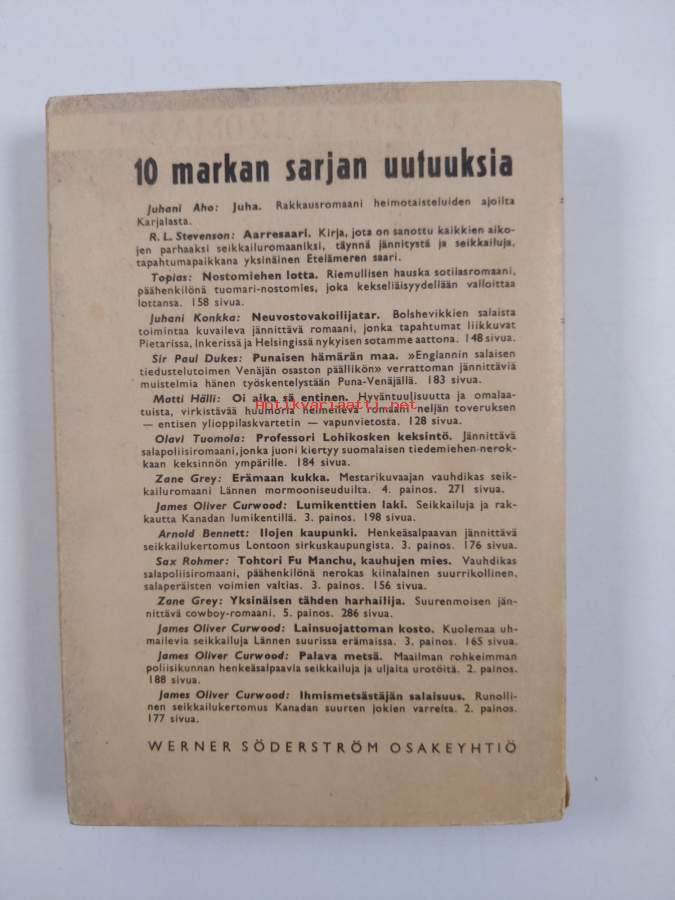 10 markan sarjan uutuuksia
Juhani Aho: Juha. Rakkausromaani heimotaisteluiden ajoilta
Karjalasta.
R. L. Stevenson: Aarresaari. Kirja, jota on sanottu kaikkien aiko-
jen parhaaksi seikkailuromaaniksi, täynnä jännitystä ja seikkailuja,
tapahtumapaikkana yksinäinen Etelämeren saari.
Topias: Nostomiehen lotta. Riemullisen hauska sotilasromaani,
päähenkilönä tuomari-nostomies, joka kekseliäisyydellään valloittaa
lottansa. 158 sivua.
Juhani Konkka: Neuvostovakoilijatar. Bolshevikkien salaista
toimintaa kuvaileva jännittävä romaani, jonka tapahtumat liikkuvat
Pietarissa, Inkerissä ja Helsingissä nykyisen sotamme aattona. 148 sivua.
Sir Paul Dukes: Punaisen hämärän maa. »Englannin salaisen
tiedustelutoimen Venäjän osaston päällikön» verrattoman jännittäviä
muistelmia hänen työskentelystään Puna-Venäjällä. 183 sivua.
Matti Hälli: Oi aika sä entinen. Hyväntuulisuutta ja omalaa-
tuista, virkistävää huumoria helmeilevä romaani neljän toveruksen
— entisen ylioppilaskvartetin — vapunvietosta. 128 sivua.
Antikvariaatti.net
Olavi Tuomola: Professori Lohikosken keksintö. Jännittävä
salapoliisiromaani, jonka juoni kiertyy suomalaisen tiedemiehen nerok-
kaan keksinnön ympärille. 184 sivua.
Zane Grey: Erämaan kukka. Mestarikuvaajan vauhdikas seik-
kailuromaani Lännen mormooniseuduilta. 4. painos. 271 sivua.
James Oliver Curwood: Lumikenttien laki. Seikkailuja ja rak-
kautta Kanadan lumikentillä. 3. painos. 198 sivua.
Arnold Bennett: Ilojen kaupunki. Henkeäsalpaavan jännittävä
seikkailukertomus Lontoon sirkuskaupungista. 3. painos. 176 sivua.
Sax Rohmer: Tohtori Fu Manchu, kauhujen mies. Vauhdikas
salapoliisiromaani, päähenkilönä nerokas kiinalainen suurrikollinen,
salaperäisten voimien valtias. 3. painos. 156 sivua.
Zane Grey: Yksinäisen tähden harhailija. Suurenmoisen jän-
nittävä cowboy-romaani. 5. painos. 286 sivua.
James Oliver Curwood: Lainsuojattoman kosto. Kuolemaa uh-
mailevia seikkailuja Lännen suurissa erämaissa. 3. painos. 165 sivua.
James Oliver Curwood: Palava metsä. Maailman rohkeimman
poliisikunnan henkeäsalpaavia seikkailuja ja uljaita urotöitä. 2. painos.
188 sivua.
James Oliver Curwood: Ihmismetsästäjän salaisuus. Runolli-
nen seikkailukertomus Kanadan suurten jokien varrelta. 2. painos.
177 sivua.
WERNER SÖDERSTRÖM OSAKEYHTIÖ